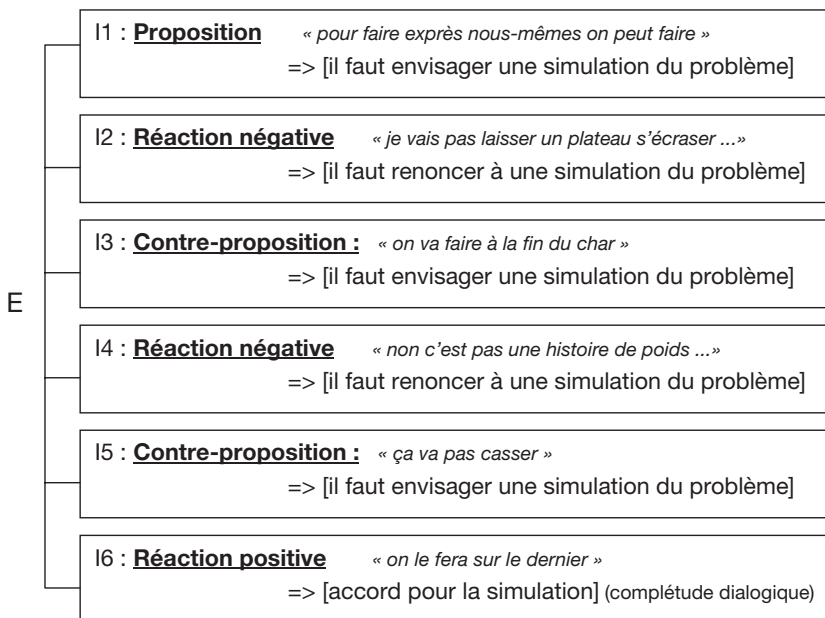 I1 : Proposition « pour faire exprès nous-mêmes on peut faire »
=> [il faut envisager une simulation du problème]
I2 : Réaction négative « je vais pas laisser un plateau s’écraser ...»
=> [il faut renoncer à une simulation du problème]
I3 : Contre-proposition : « on va faire à la fin du char »
=> [il faut envisager une simulation du problème]
E
I4 : Réaction négative « non c’est pas une histoire de poids ...»
=> [il faut renoncer à une simulation du problème]
I5 : Contre-proposition : « ça va pas casser »
=> [il faut envisager une simulation du problème]
I6 : Réaction positive « on le fera sur le dernier »
=> [accord pour la simulation] (complétude dialogique)